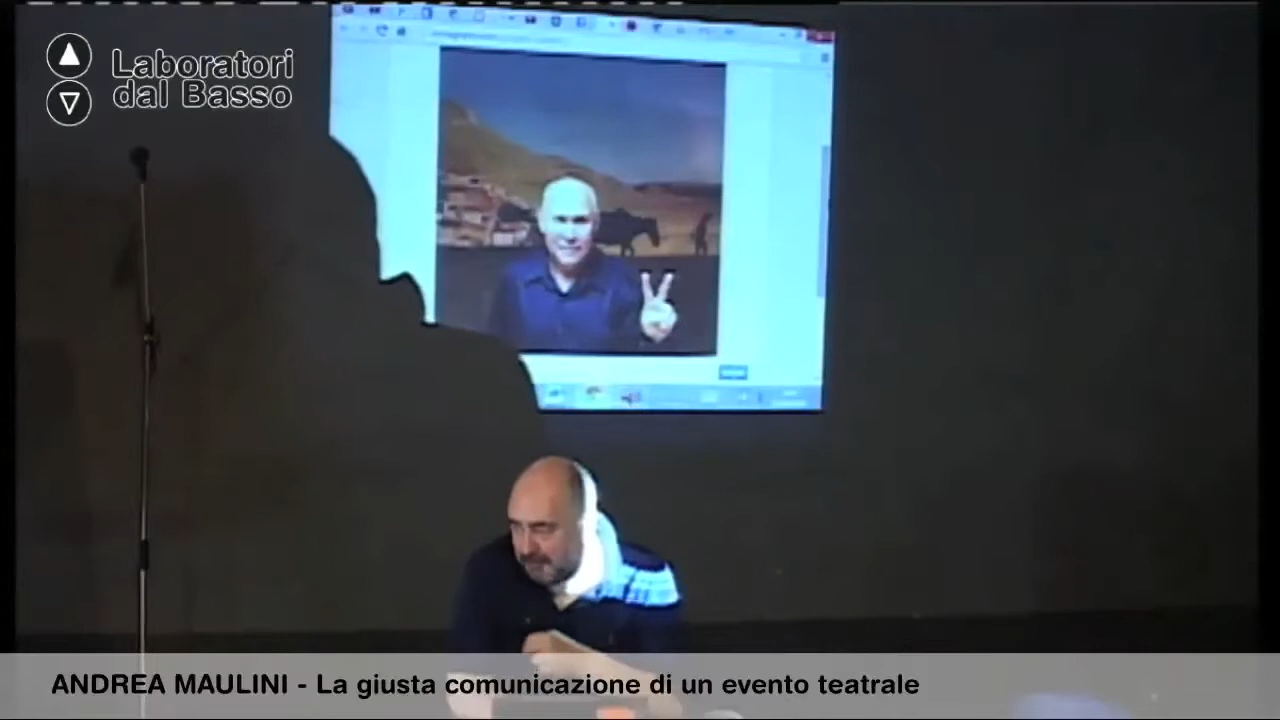 Laboratori
dal Basso
ANDREA MAULINI - La giusta comunicazione di un evento teatrale